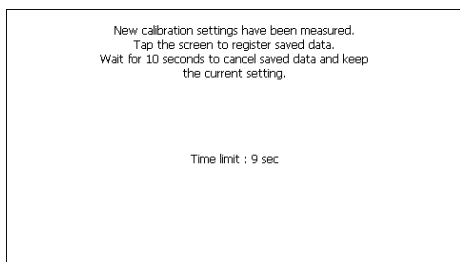 New calibration settings have been measured.
Tap the screen to register saved data.
Wait for 10 seconds to cancel saved data and keep
the current setting.
Time limit : 9 sec